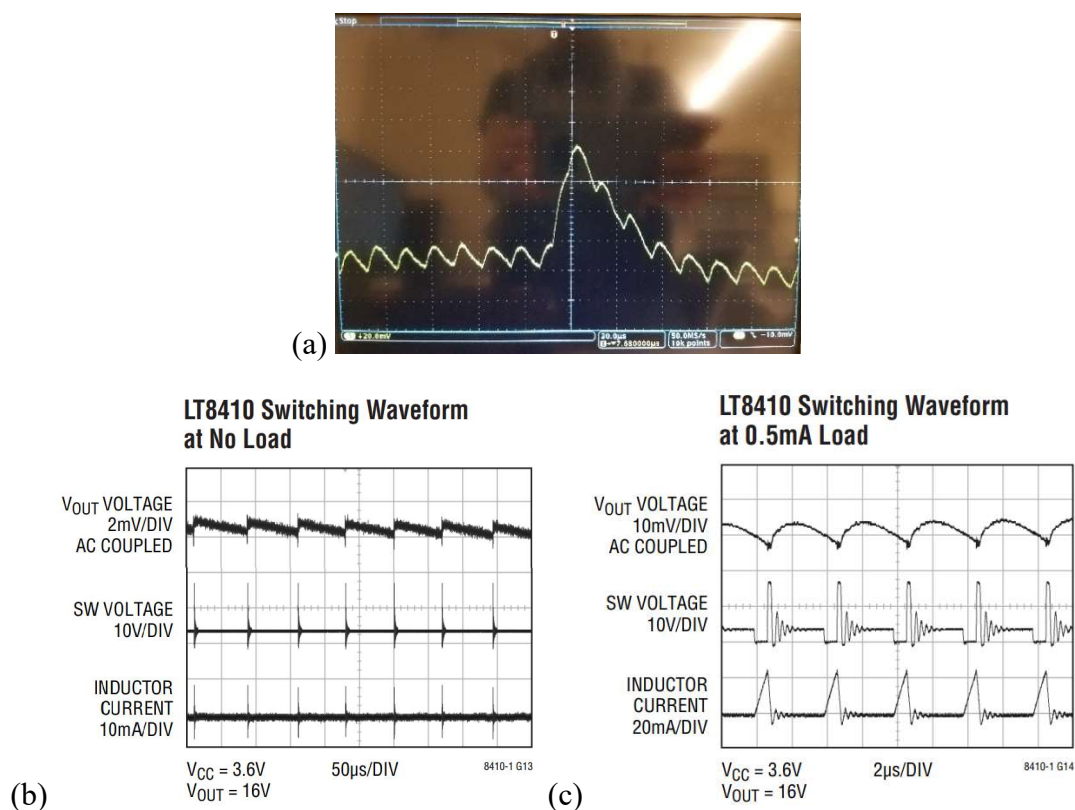 Stop
T
+20.0mV
20.0µs
50.0MS/s
10k points
-13.8mV
(a)
LT8410 Switching Waveform
at No Load
VOUT VOLTAGE
2mV/DIV
AC COUPLED
SW VOLTAGE
10V/DIV
INDUCTOR
CURRENT
10mA/DIV
VCC = 3.6V
VOUT = 16V
50µs/DIV
8410-1 G13
(b)
LT8410 Switching Waveform
at 0.5mA Load
VOUT VOLTAGE
10mV/DIV
AC COUPLED
SW VOLTAGE
10V/DIV
INDUCTOR
CURRENT
20mA/DIV
VCC = 3.6V
VOUT = 16V
2µs/DIV
8410-1 G14
(c)